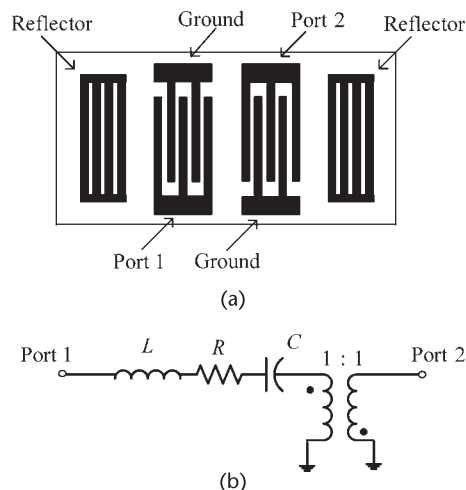 Reflector
Ground
Port 2
Reflector
Port 1
Ground
(a)
Port 1
L
R
C
1 : 1
Port 2
(b)